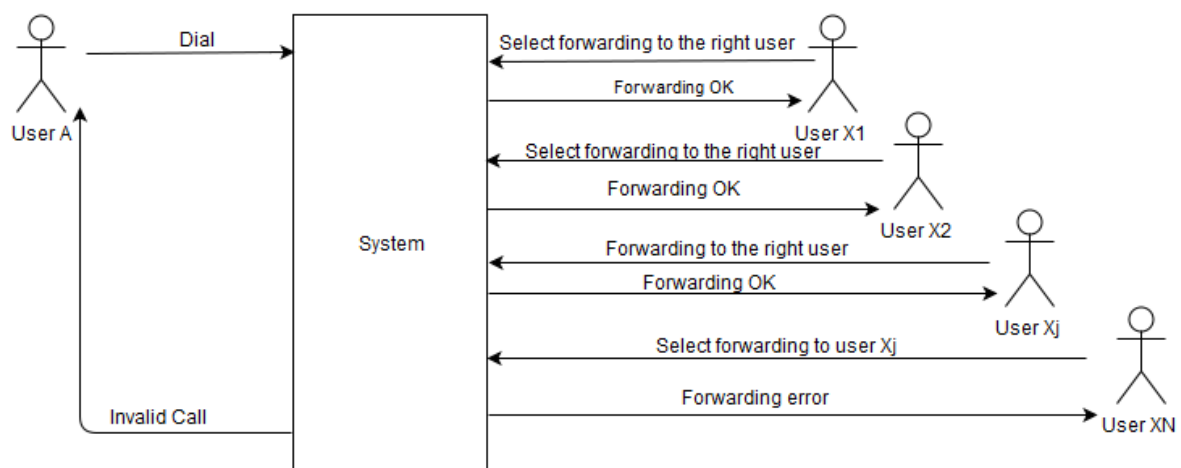 Dial
Select forwarding to the right user
Forwarding OK
User A
User X1
Select forwarding to the right user
Forwarding OK
User X2
System
Forwarding to the right user
Forwarding OK
User Xj
Select forwarding to user Xj
Forwarding error
Invalid Call
User XN